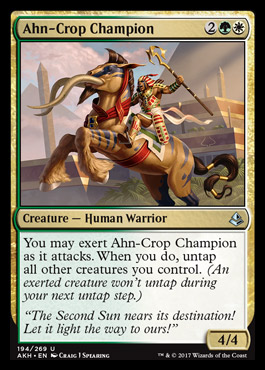 Ahn-Crop Champion 2
Creature — Human Warrior
You may exert Ahn-Crop Champion
as it attacks. When you do, untap
all other creatures you control. (An
exerted creature won't untap during
your next untap step.)
"The Second Sun nears its destination!
Let it light the way to ours!"
4/4
194/269 U
AKH • EN Craig J Spearing
™ & © 2017 Wizards of the Coast